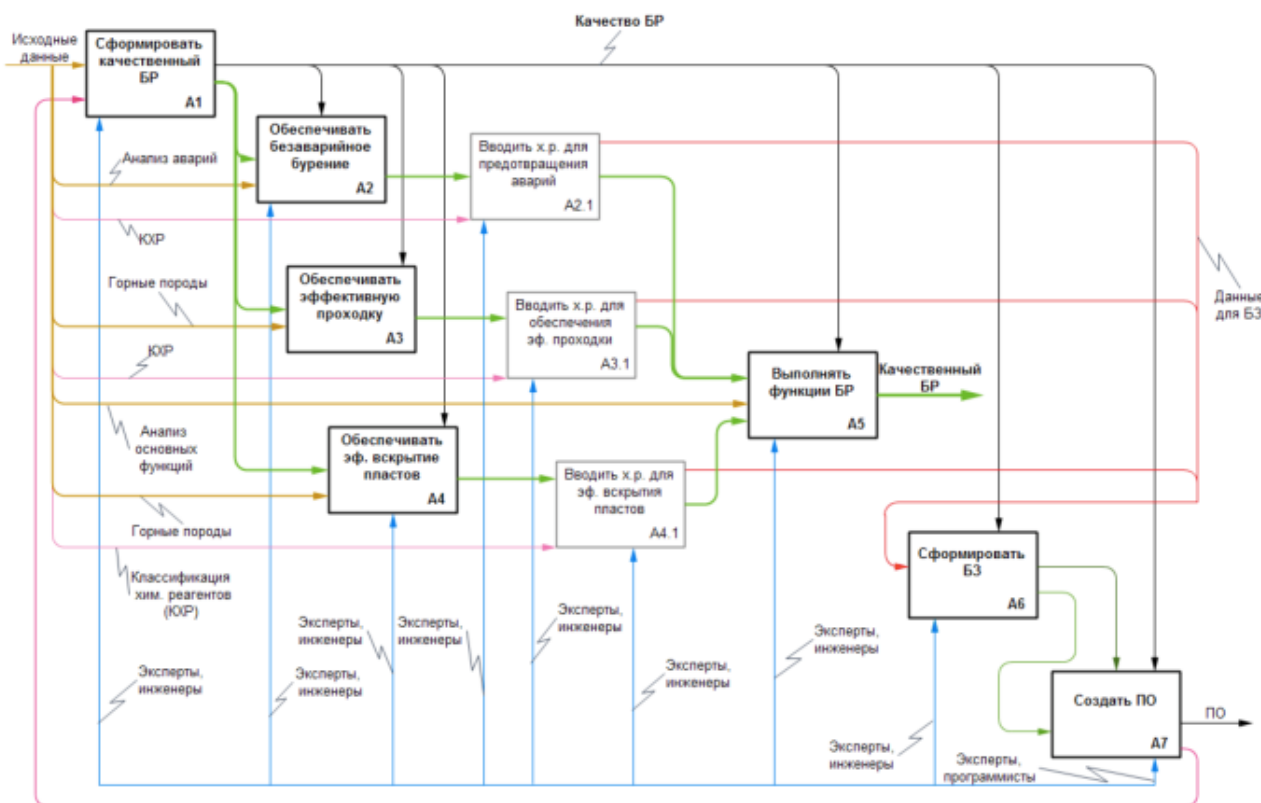 Качество БР
Исходные
данные
Сформировать
качественный
БР
А1
Обеспечивать
безаварийное
бурение
А2
Вводить х.р. для
предотвращения
аварий
А2.1
Анализ аварий
КХР
Горные породы
Обеспечивать
эффективную
проходку
А3
Вводить х.р. для
обеспечения
эф. проходки
А3.1
Данные
для БЗ
КХР
Выполнять
функции БР
А5
Качественный
БР
Анализ
основных
функций
Обеспечивать
эф. вскрытие
пластов
А4
Вводить х.р. для
эф. вскрытия
пластов
А4.1
Горные породы
Классификация
хим. реагентов
(КХР)
Сформировать
БЗ
А6
Эксперты,
инженеры
Эксперты,
инженеры
Эксперты,
инженеры
Эксперты,
инженеры
Эксперты,
инженеры
Эксперты,
инженеры
Эксперты,
инженеры
Эксперты,
инженеры
Создать ПО
А7
ПО
Эксперты,
программисты